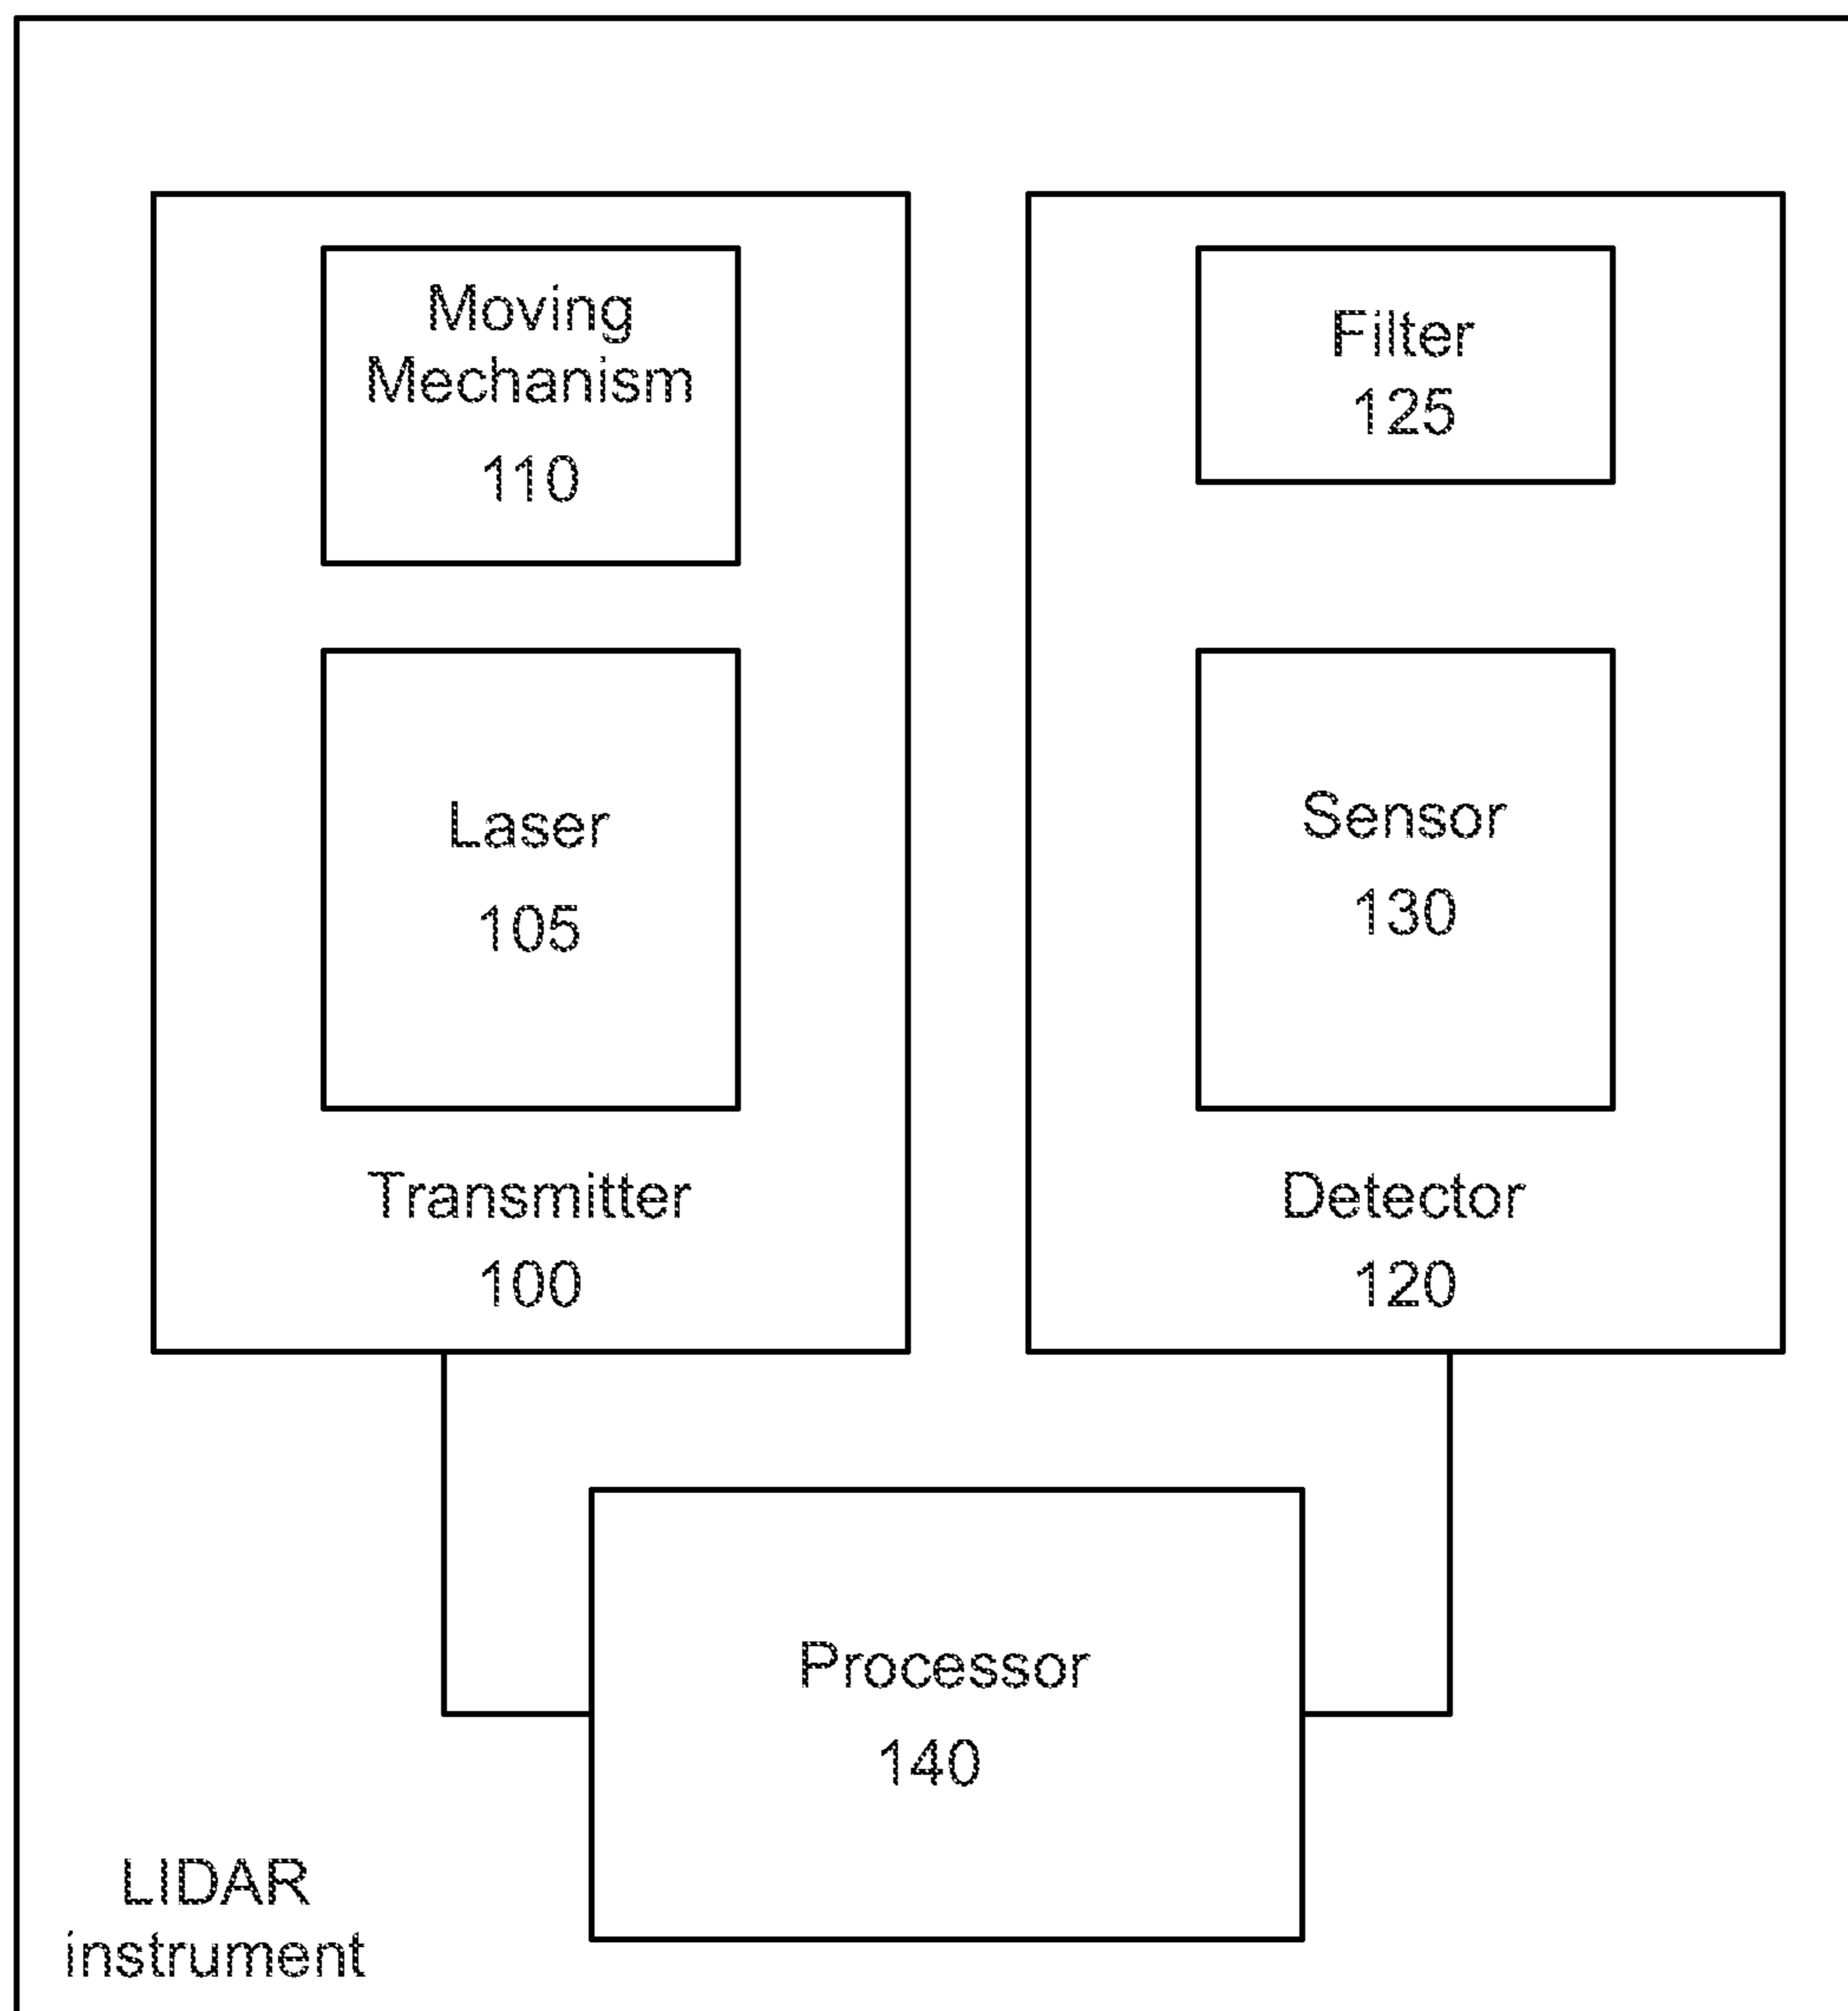 Moving
Mechanism
110
Laser
105
Transmitter
100
Filter
125
Sensor
130
Detector
120
Processor
140
LIDAR
instrument